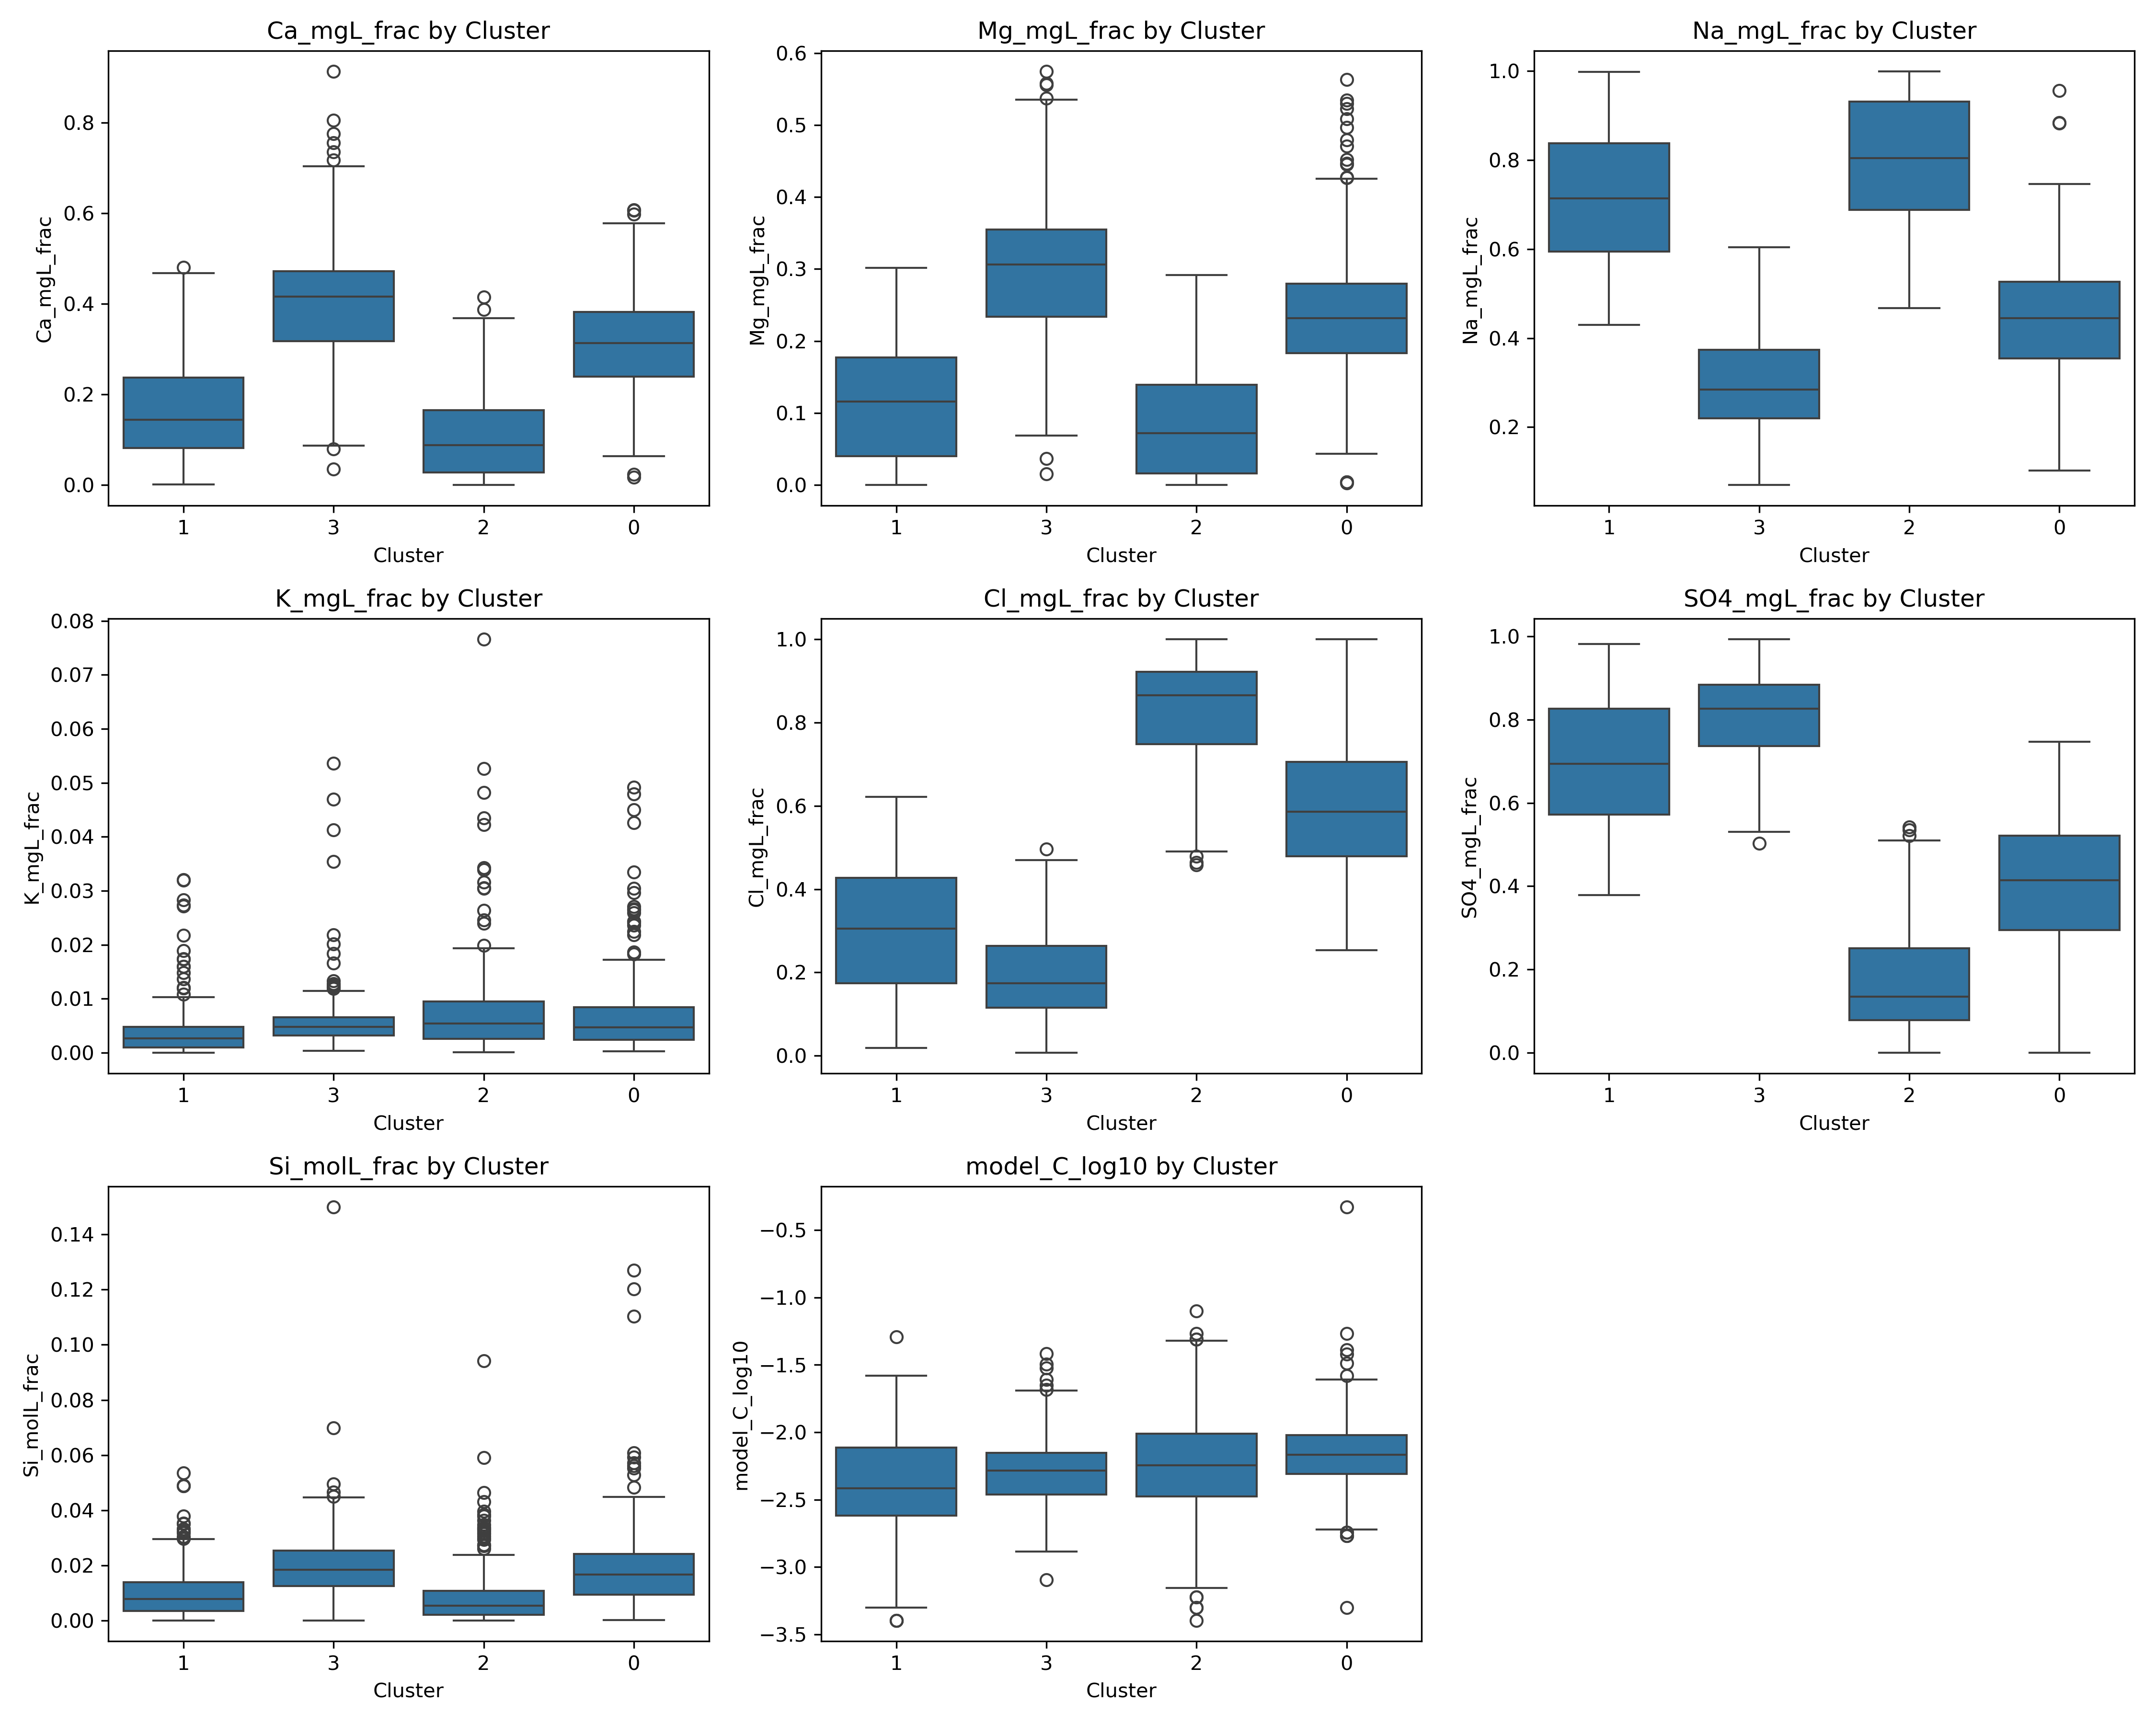 Ca_mgL_frac by Cluster
Ca_mgL_frac
0.8
0.6
0.4
0.2
0.0
1 3 2 0
Cluster
Mg_mgL_frac by Cluster
Mg_mgL_frac
0.6
0.5
0.4
0.3
0.2
0.1
0.0
1 3 2 0
Cluster
Na_mgL_frac by Cluster
Na_mgL_frac
1.0
0.8
0.6
0.4
0.2
1 3 2 0
Cluster
K_mgL_frac by Cluster
K_mgL_frac
0.08
0.07
0.06
0.05
0.04
0.03
0.02
0.01
0.00
1 3 2 0
Cluster
Cl_mgL_frac by Cluster
Cl_mgL_frac
1.0
0.8
0.6
0.4
0.2
0.0
1 3 2 0
Cluster
SO4_mgL_frac by Cluster
SO4_mgL_frac
1.0
0.8
0.6
0.4
0.2
0.0
1 3 2 0
Cluster
Si_molL_frac by Cluster
Si_molL_frac
0.14
0.12
0.10
0.08
0.06
0.04
0.02
0.00
1 3 2 0
Cluster
model_C_log10 by Cluster
model_C_log10
−0.5
−1.0
−1.5
−2.0
−2.5
−3.0
−3.5
1 3 2 0
Cluster